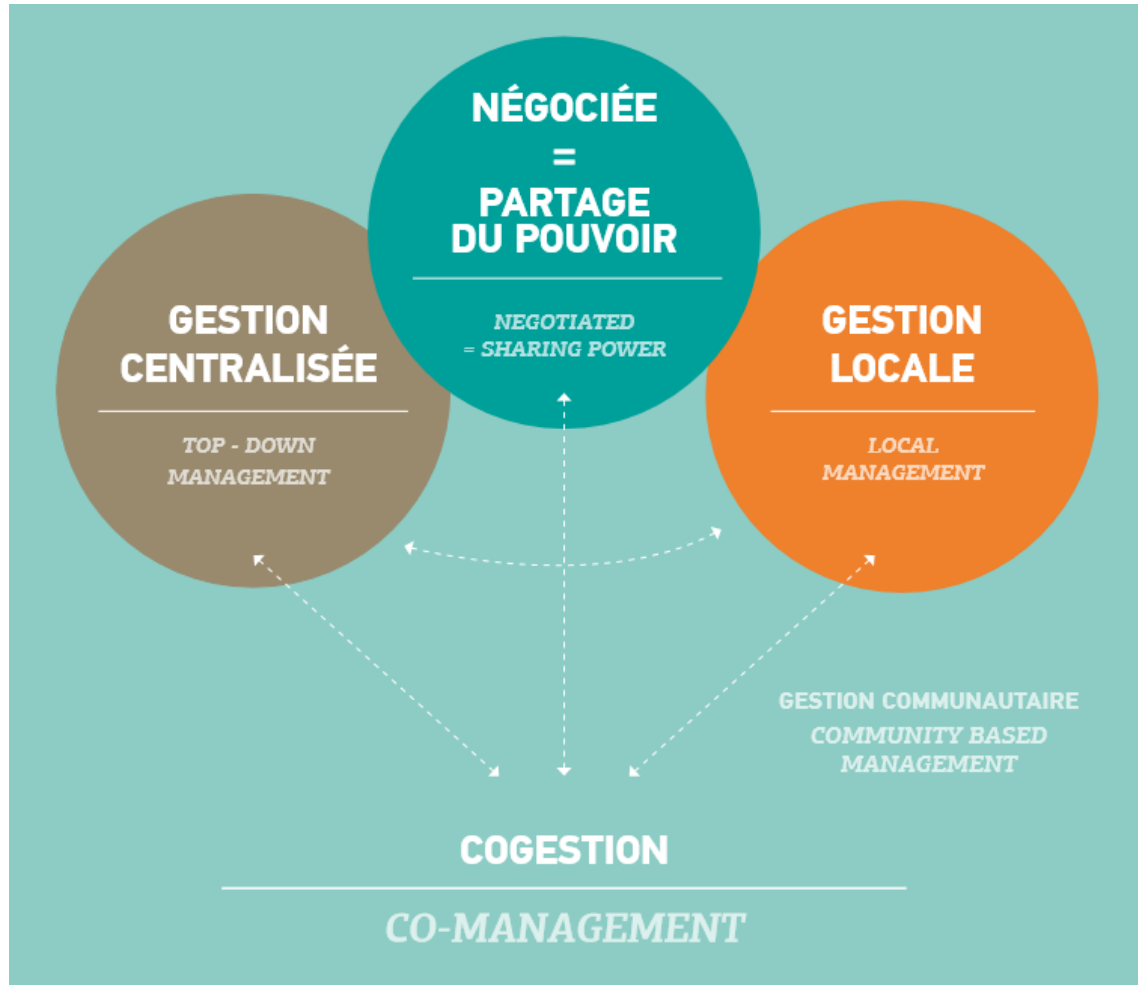 NÉGOCIÉE
=
PARTAGE
DU POUVOIR
NEGOTIATED
= SHARING POWER
GESTION
CENTRALISÉE
TOP - DOWN
MANAGEMENT
GESTION
LOCALE
LOCAL
MANAGEMENT
GESTION COMMUNAUTAIRE
COMMUNITY BASED
MANAGEMENT
COGESTION
CO-MANAGEMENT